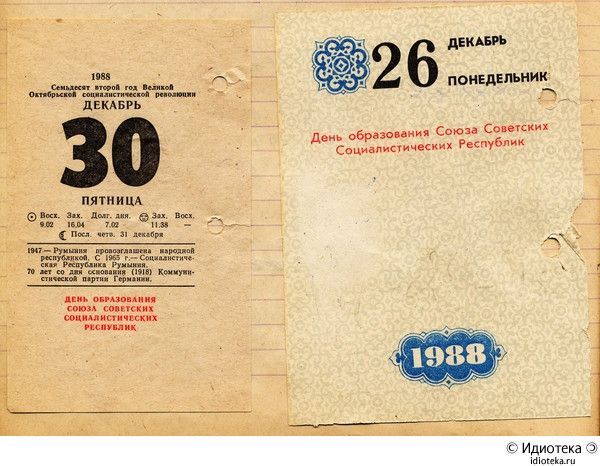 1988
Семьдесят второй год Великой
Октябрьской социалистической революции
ДЕКАБРЬ
30
ПЯТНИЦА
Восх. Зах. Долг. дня. Зах. Восх.
9.02 16.04 7.02 11.38 —
Посл. четв. 31 декабря
1947.— Румыния провозглашена народной
республикой. С 1965 г.— Социалистиче-
ская Республика Румыния.
70 лет со дня основания (1918) Коммуни-
стической партии Германии.
ДЕНЬ ОБРАЗОВАНИЯ
СОЮЗА СОВЕТСКИХ
СОЦИАЛИСТИЧЕСКИХ
РЕСПУБЛИК
26
ДЕКАБРЬ
ПОНЕДЕЛЬНИК
День образования Союза Советских
Социалистических Республик
1988
© Идиотека
idioteka.ru